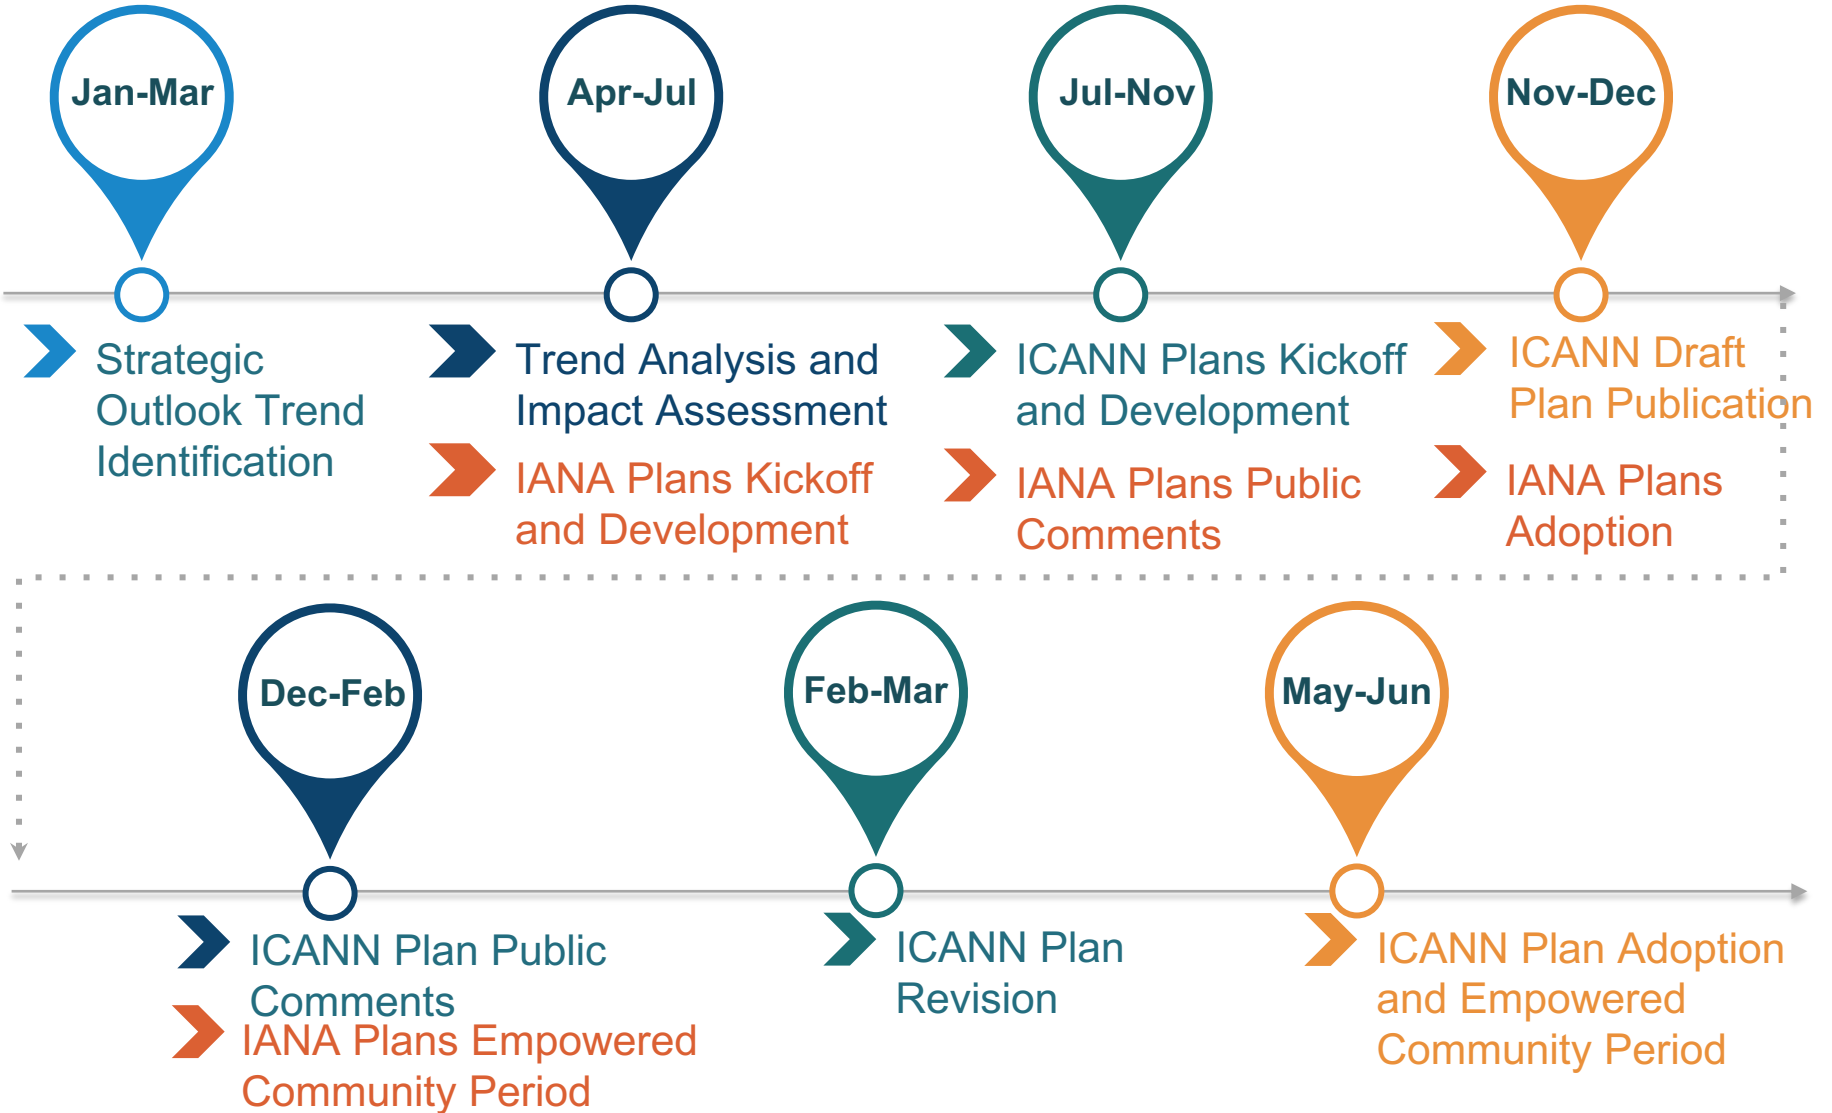 Jan-Mar
Apr-Jul
Jul-Nov
Nov-Dec
Strategic
Outlook Trend
Identification
Trend Analysis and
Impact Assessment
IANA Plans Kickoff
and Development
ICANN Plans Kickoff
and Development
IANA Plans Public
Comments
ICANN Draft
Plan Publication
IANA Plans
Adoption
Dec-Feb
Feb-Mar
May-Jun
ICANN Plan Public
Comments
IANA Plans Empowered
Community Period
ICANN Plan
Revision
ICANN Plan Adoption
and Empowered
Community Period